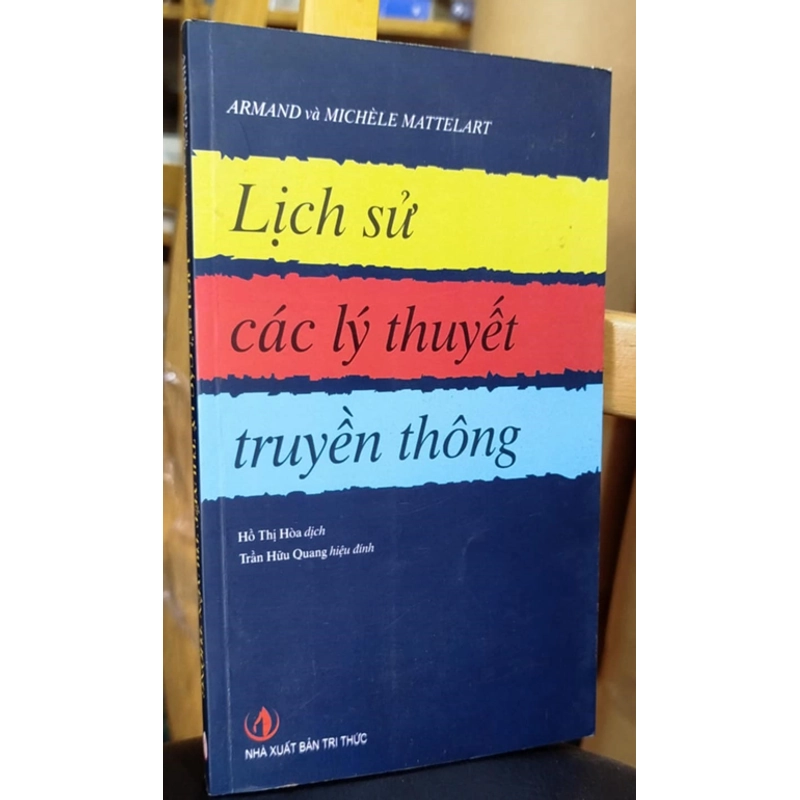 ARMAND và MICHÈLE MATTELART
Lịch sử
các lý thuyết
truyền thông
Hồ Thị Hòa dịch
Trần Hữu Quang hiệu đính
NHÀ XUẤT BẢN TRI THỨC